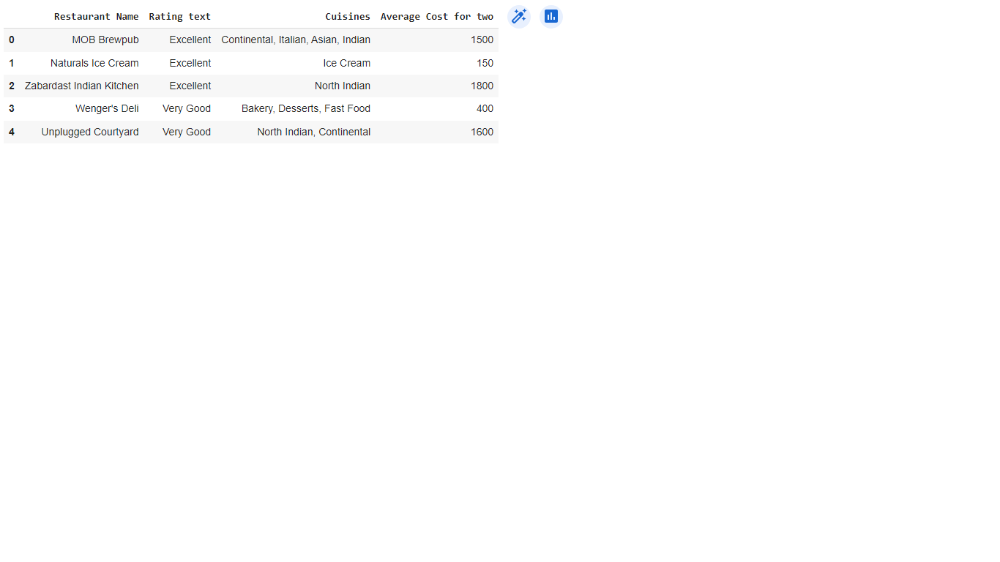 Restaurant Name Rating text Cuisines Average Cost for two
0 MOB Brewpub Excellent Continental, Italian, Asian, Indian 1500
1 Naturals Ice Cream Excellent Ice Cream 150
2 Zabardast Indian Kitchen Excellent North Indian 1800
3 Wenger's Deli Very Good Bakery, Desserts, Fast Food 400
4 Unplugged Courtyard Very Good North Indian, Continental 1600